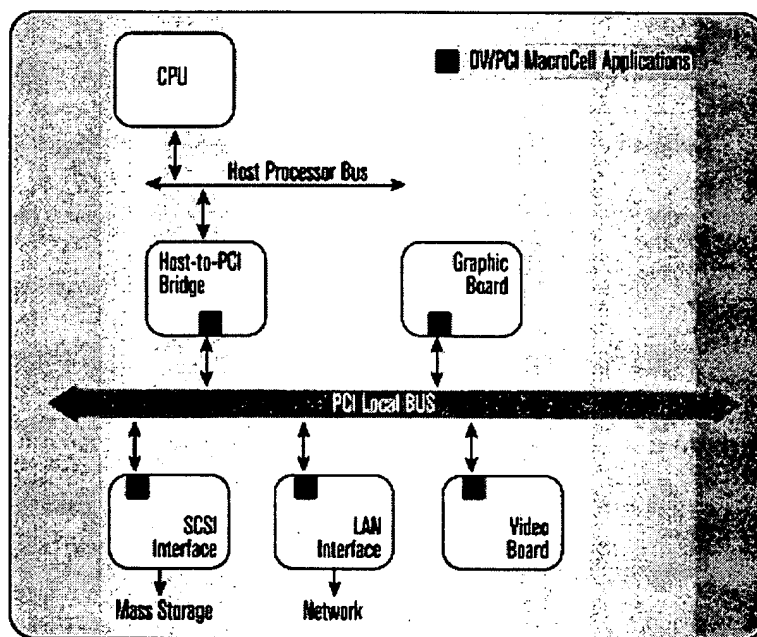 CPU
DWPCI MacroCell Applications
Host Processor Bus
Host-to-PCI
Bridge
Graphic
Board
PCI Local BUS
SCSI
Interface
LAN
Interface
Video
Board
Mass Storage
Network